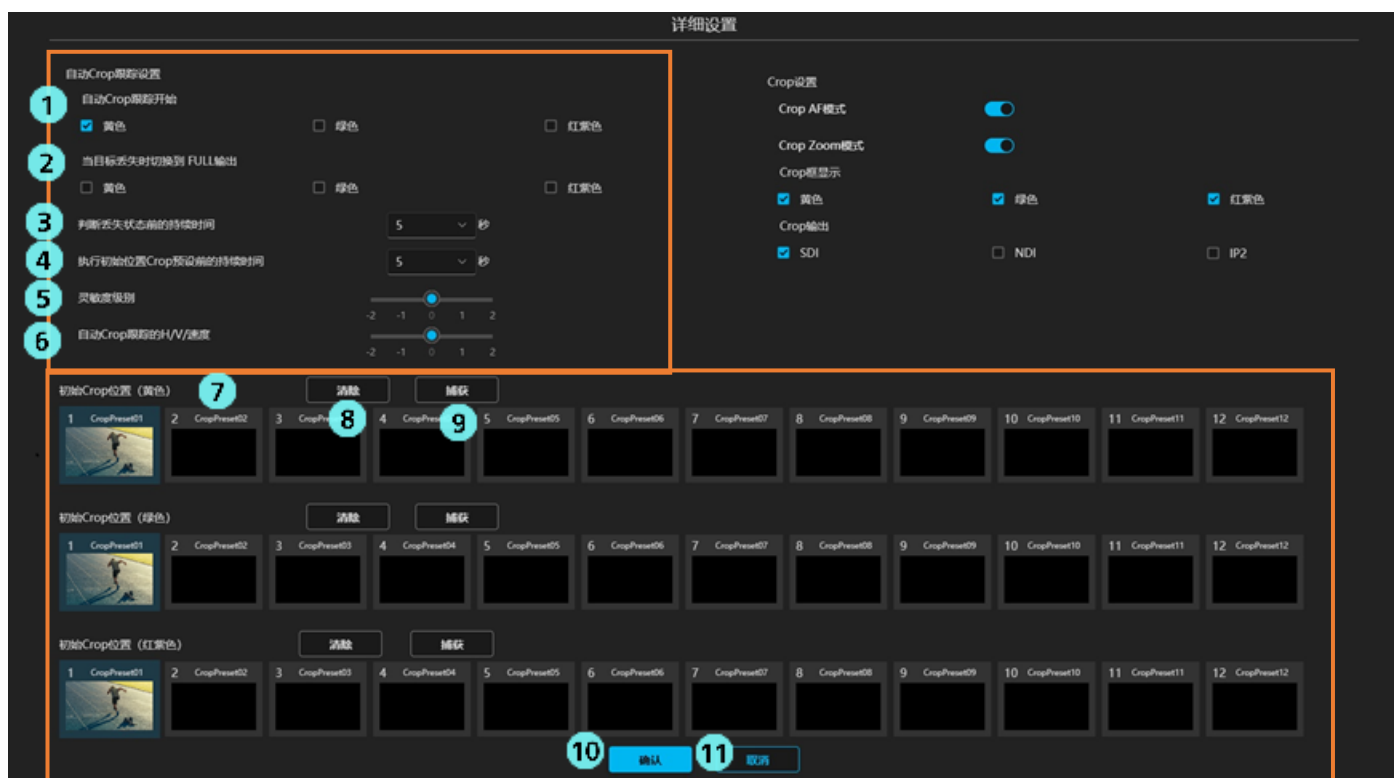 详细设置
自动Crop跟踪设置
1 自动Crop跟踪开始
黄色 绿色 红紫色
2 当目标丢失时切换到 FULL输出
黄色 绿色 红紫色
3 判断丢失状态前的持续时间 5 秒
4 执行初始位置Crop预设前的持续时间 5 秒
5 灵敏度级别
-2 -1 0 1 2
6 自动Crop跟踪的H/V/速度
-2 -1 0 1 2
Crop设置
Crop AF模式
Crop Zoom模式
Crop框显示
黄色 绿色 红紫色
Crop输出
SDI NDI IP2
初始Crop位置（黄色） 7 清除 捕获
8 9
1 CropPreset01 2 CropPreset02 3 CropPre 4 CropPrese 5 CropPreset05 6 CropPreset06 7 CropPreset07 8 CropPreset08 9 CropPreset09 10 CropPreset10 11 CropPreset11 12 CropPreset12
初始Crop位置（绿色） 清除 捕获
1 CropPreset01 2 CropPreset02 3 CropPreset03 4 CropPreset04 5 CropPreset05 6 CropPreset06 7 CropPreset07 8 CropPreset08 9 CropPreset09 10 CropPreset10 11 CropPreset11 12 CropPreset12
初始Crop位置（红紫色） 清除 捕获
1 CropPreset01 2 CropPreset02 3 CropPreset03 4 CropPreset04 5 CropPreset05 6 CropPreset06 7 CropPreset07 8 CropPreset08 9 CropPreset09 10 CropPreset10 11 CropPreset11 12 CropPreset12
10 确认 11 取消